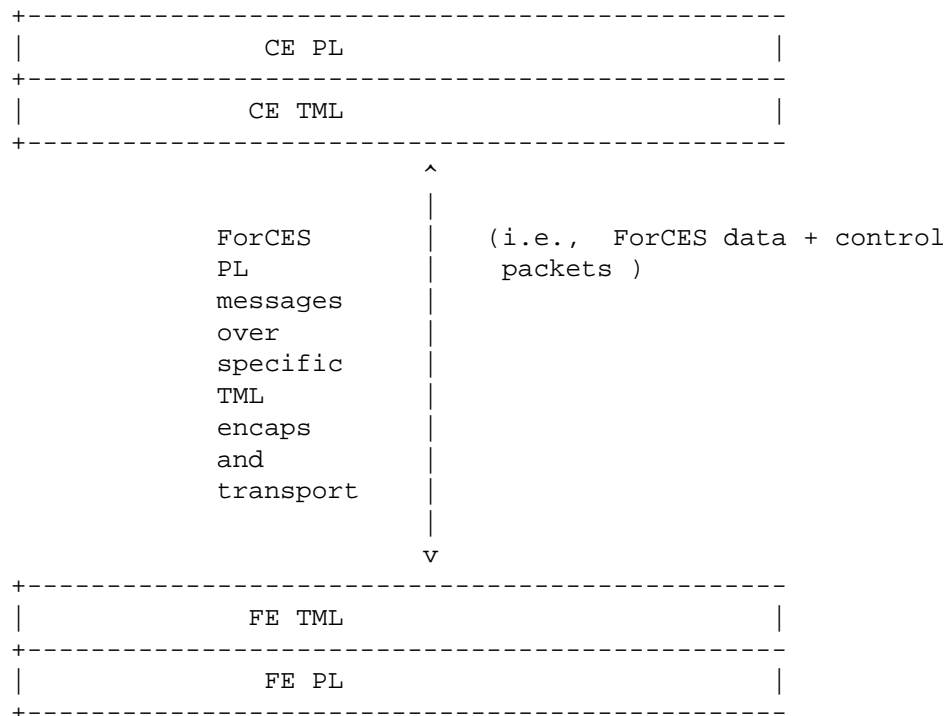 CE PL
CE TML
ForCES (i.e., ForCES data + control
PL packets )
messages
over
specific
TML
encaps
and
transport
FE TML
FE PL